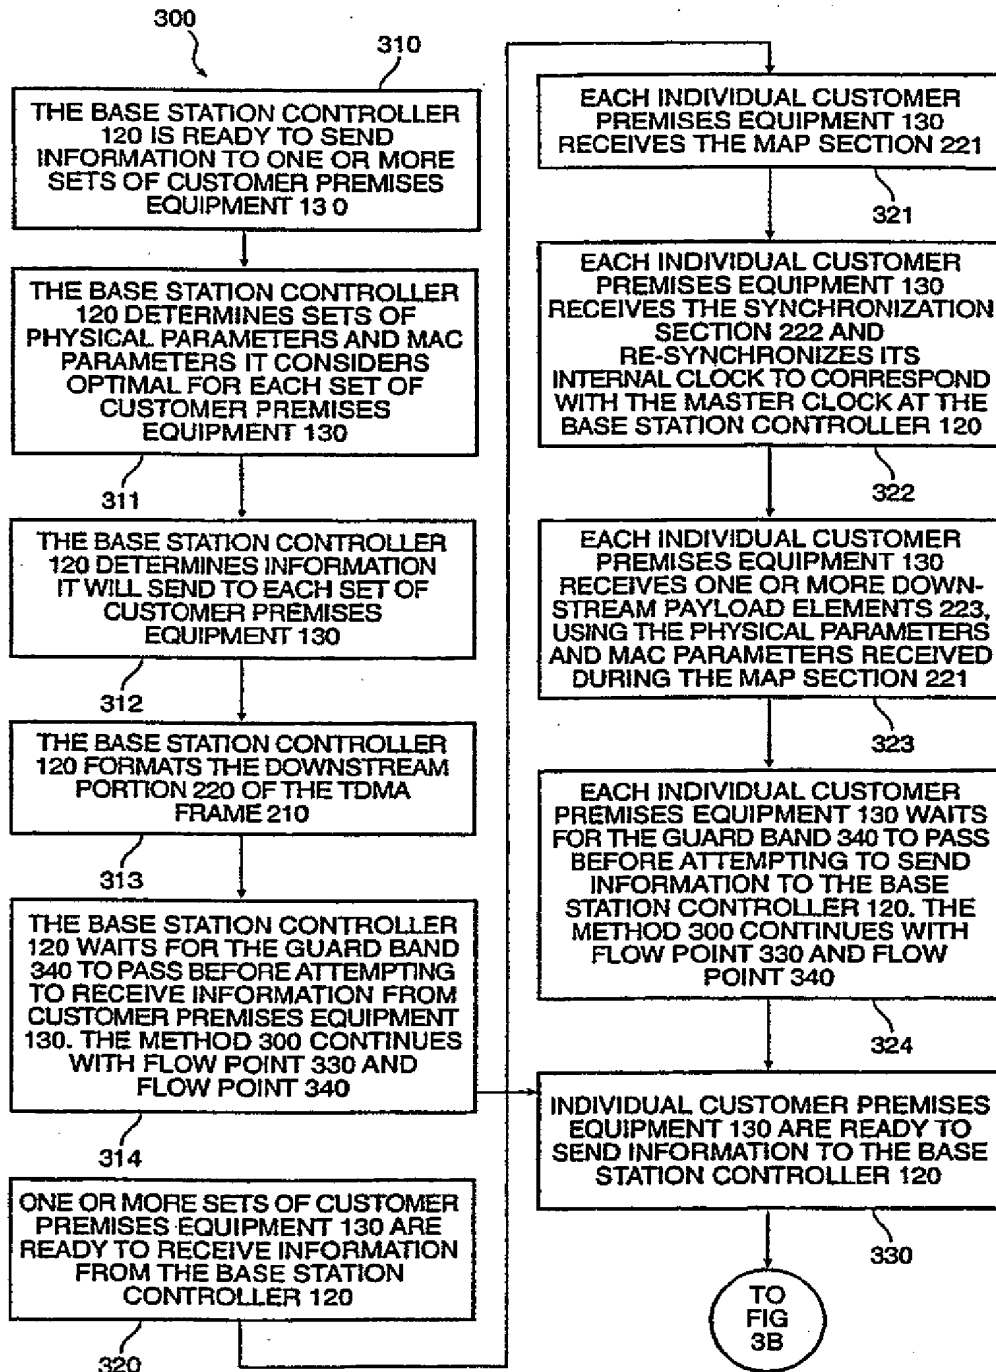 300
310
THE BASE STATION CONTROLLER
120 IS READY TO SEND
INFORMATION TO ONE OR MORE
SETS OF CUSTOMER PREMISES
EQUIPMENT 13 0
THE BASE STATION CONTROLLER
120 DETERMINES SETS OF
PHYSICAL PARAMETERS AND MAC
PARAMETERS IT CONSIDERS
OPTIMAL FOR EACH SET OF
CUSTOMER PREMISES
EQUIPMENT 130
311
THE BASE STATION CONTROLLER
120 DETERMINES INFORMATION
IT WILL SEND TO EACH SET OF
CUSTOMER PREMISES
EQUIPMENT 130
312
THE BASE STATION CONTROLLER
120 FORMATS THE DOWNSTREAM
PORTION 220 OF THE TDMA
FRAME 210
313
THE BASE STATION CONTROLLER
120 WAITS FOR THE GUARD BAND
340 TO PASS BEFORE ATTEMPTING
TO RECEIVE INFORMATION FROM
CUSTOMER PREMISES EQUIPMENT
130. THE METHOD 300 CONTINUES
WITH FLOW POINT 330 AND
FLOW POINT 340
314
ONE OR MORE SETS OF CUSTOMER
PREMISES EQUIPMENT 130 ARE
READY TO RECEIVE INFORMATION
FROM THE BASE STATION
CONTROLLER 120
320
EACH INDIVIDUAL CUSTOMER
PREMISES EQUIPMENT 130
RECEIVES THE MAP SECTION 221
321
EACH INDIVIDUAL CUSTOMER
PREMISES EQUIPMENT 130
RECEIVES THE SYNCHRONIZATION
SECTION 222 AND
RE-SYNCHRONIZES ITS
INTERNAL CLOCK TO CORRESPOND
WITH THE MASTER CLOCK AT THE
BASE STATION CONTROLLER 120
322
EACH INDIVIDUAL CUSTOMER
PREMISES EQUIPMENT 130
RECEIVES ONE OR MORE DOWN-
STREAM PAYLOAD ELEMENTS 223,
USING THE PHYSICAL PARAMETERS
AND MAC PARAMETERS RECEIVED
DURING THE MAP SECTION 221
323
EACH INDIVIDUAL CUSTOMER
PREMISES EQUIPMENT 130 WAITS
FOR THE GUARD BAND 340 TO PASS
BEFORE ATTEMPTING TO SEND
INFORMATION TO THE BASE
STATION CONTROLLER 120. THE
METHOD 300 CONTINUES WITH
FLOW POINT 330 AND FLOW
POINT 340
324
INDIVIDUAL CUSTOMER PREMISES
EQUIPMENT 130 ARE READY TO
SEND INFORMATION TO THE BASE
STATION CONTROLLER 120
330
TO
FIG
3B